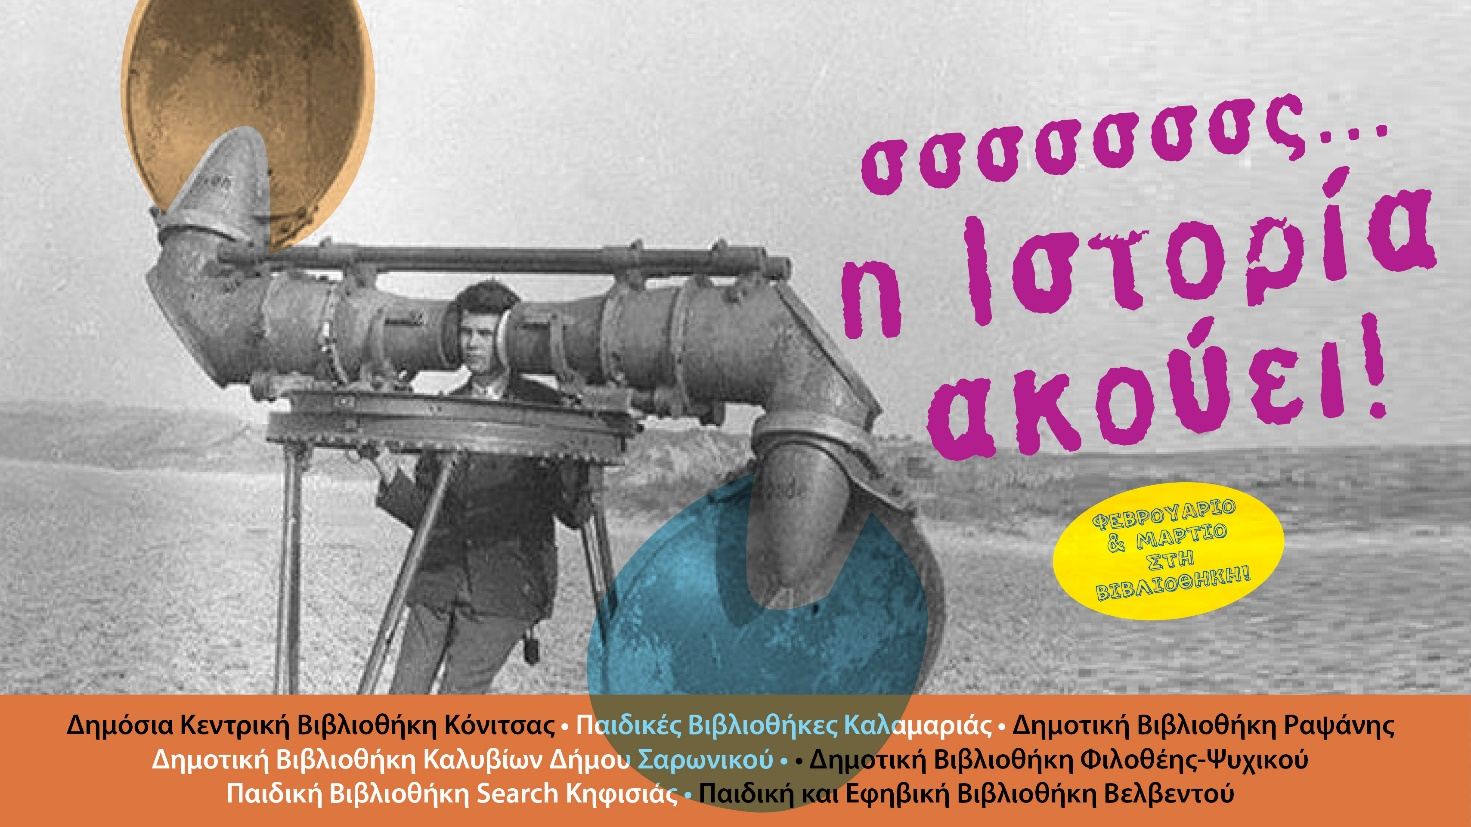 σσσσσσσς...
η Ιστορία
ακούει!
ΦΕΒΡΟΥΑΡΙΟ
& ΜΑΡΤΙΟ
ΣΤΗ
ΒΙΒΛΙΟΘΗΚΗ!
Δημόσια Κεντρική Βιβλιοθήκη Κόνιτσας • Παιδικές Βιβλιοθήκες Καλαμαριάς • Δημοτική Βιβλιοθήκη Ραψάνης
Δημοτική Βιβλιοθήκη Καλυβίων Δήμου Σαρωνικού • • Δημοτική Βιβλιοθήκη Φιλοθέης-Ψυχικού
Παιδική Βιβλιοθήκη Search Κηφισιάς • Παιδική και Εφηβική Βιβλιοθήκη Βελβεντού